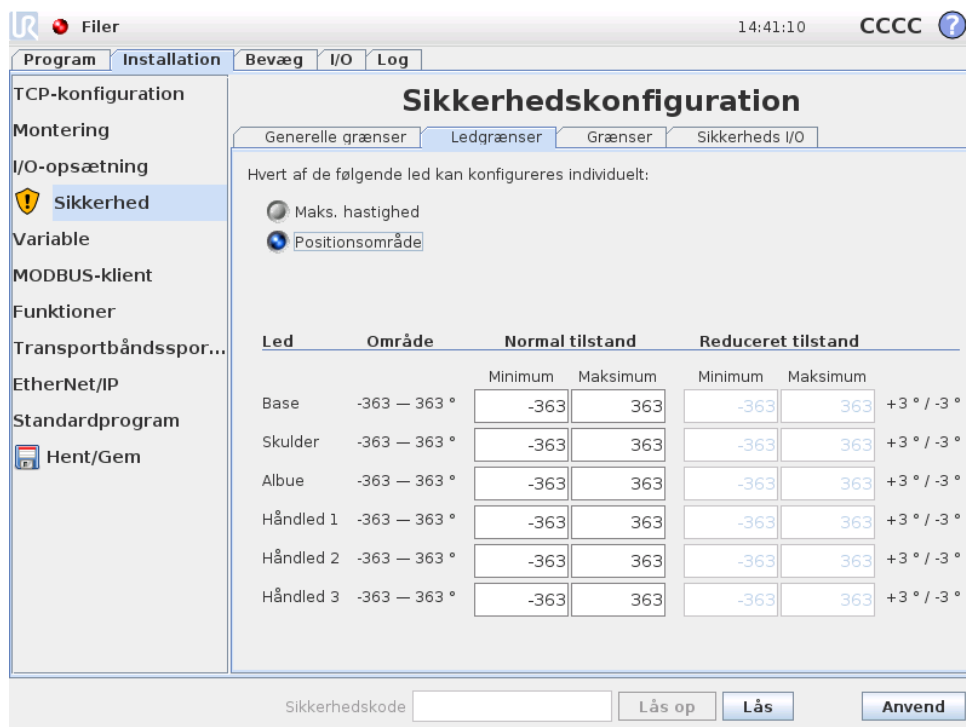 UR Filer 14:41:10 CCCC ?
Program Installation Bevæg I/O Log
TCP-konfiguration
Montering
I/O-opsætning
Sikkerhed
Variable
MODBUS-klient
Funktioner
Transportbåndsspor...
EtherNet/IP
Standardprogram
Hent/Gem
Sikkerhedskonfiguration
Generelle grænser Ledgrænser Grænser Sikkerheds I/O
Hvert af de følgende led kan konfigureres individuelt:
Maks. hastighed
Positionsområde
Led Område Normal tilstand Reduceret tilstand
Minimum Maksimum Minimum Maksimum
Base -363 — 363 ° -363 363 -363 363 +3 ° / -3 °
Skulder -363 — 363 ° -363 363 -363 363 +3 ° / -3 °
Albue -363 — 363 ° -363 363 -363 363 +3 ° / -3 °
Håndled 1 -363 — 363 ° -363 363 -363 363 +3 ° / -3 °
Håndled 2 -363 — 363 ° -363 363 -363 363 +3 ° / -3 °
Håndled 3 -363 — 363 ° -363 363 -363 363 +3 ° / -3 °
Sikkerhedskode Lås op Lås Anvend